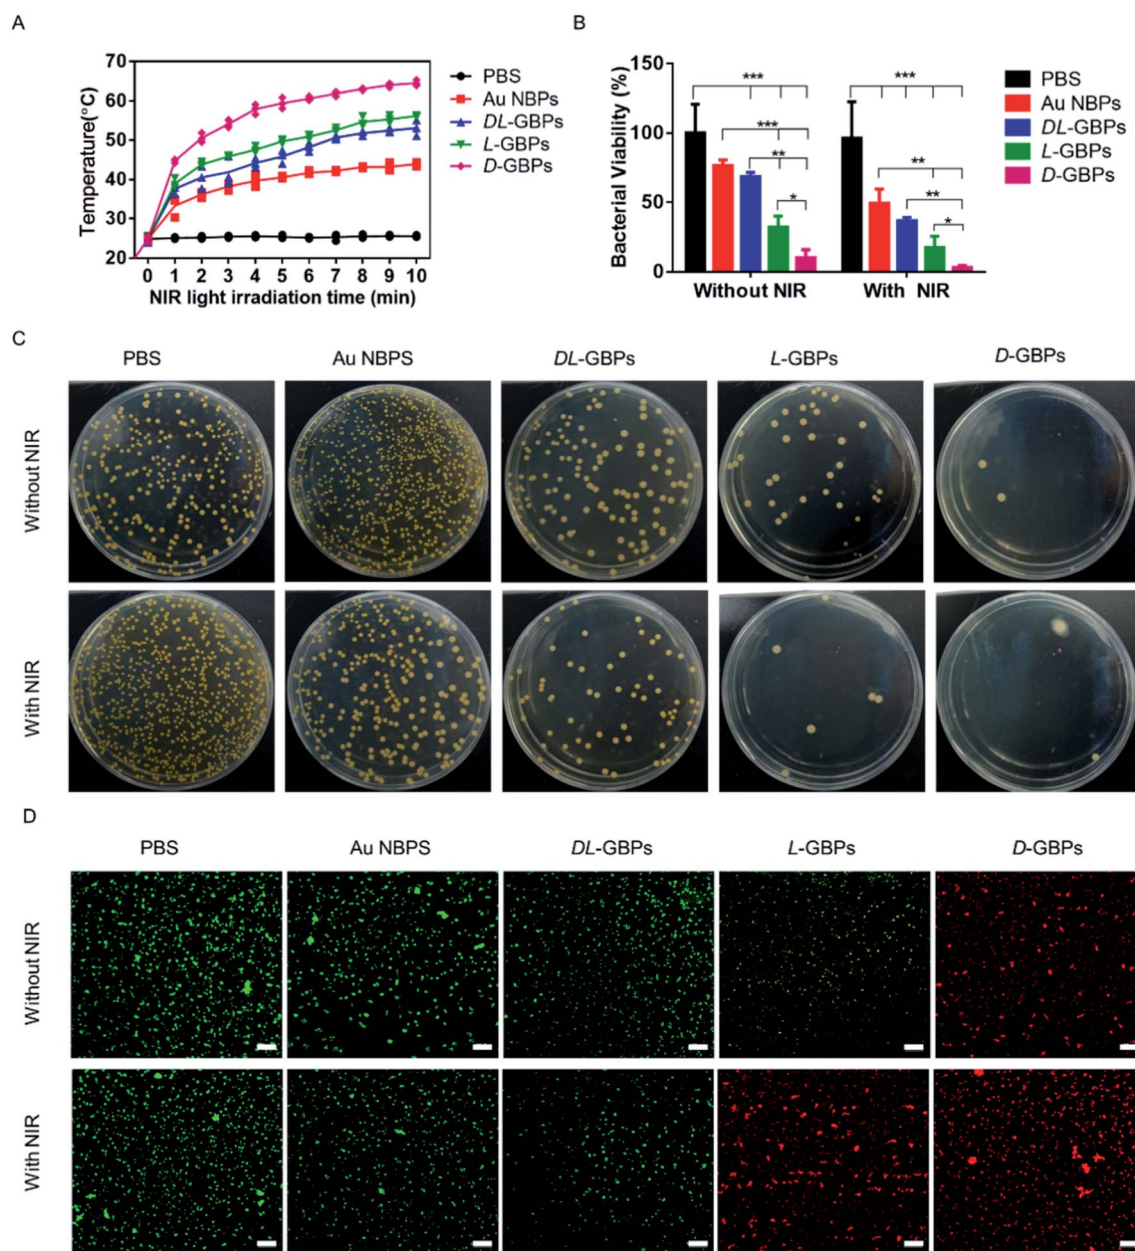 A
Temperature(°C)
70
60
50
40
30
20
0 1 2 3 4 5 6 7 8 9 10
NIR light irradiation time (min)
PBS
Au NBPs
DL-GBPs
L-GBPs
D-GBPs
B
Bacterial Viability (%)
150
100
50
0
*** ***
***
**
**
**
* *
Without NIR With NIR
PBS
Au NBPs
DL-GBPs
L-GBPs
D-GBPs
C
PBS Au NBPS DL-GBPs L-GBPs D-GBPs
Without NIR
With NIR
D
PBS Au NBPS DL-GBPs L-GBPs D-GBPs
Without NIR
With NIR